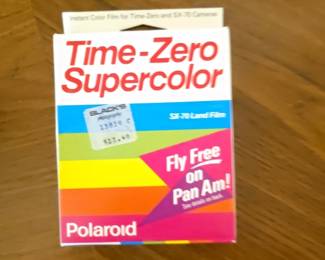 Instant Color Film for Time-Zero and SX-70 Cameras
Time-Zero
Supercolor
BLACK'S
photography
SX-70 Land Film
Fly Free
on
Pan Am!
See details on back.
Polaroid